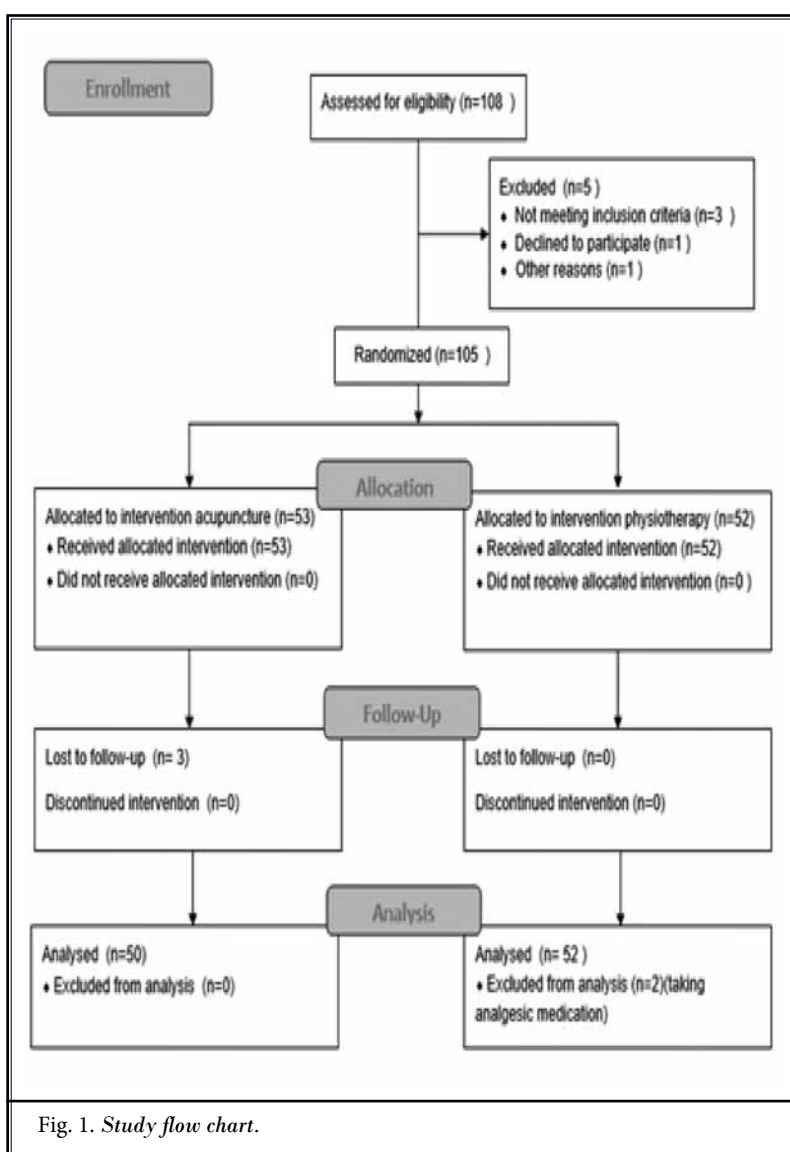 Enrollment
Assessed for eligibility (n=108 )
Excluded (n=5 )
♦ Not meeting inclusion criteria (n=3 )
♦ Declined to participate (n=1 )
♦ Other reasons (n=1 )
Randomized (n=105 )
Allocation
Allocated to intervention acupuncture (n=53)
♦ Received allocated intervention (n=53)
♦ Did not receive allocated intervention (n=0)
Allocated to intervention physiotherapy (n=52)
♦ Received allocated intervention (n=52)
♦ Did not receive allocated intervention (n=0 )
Follow-Up
Lost to follow-up (n= 3)
Discontinued intervention (n=0)
Lost to follow-up (n=0)
Discontinued intervention (n=0)
Analysis
Analysed (n=50)
♦ Excluded from analysis (n=0)
Analysed (n= 52 )
♦ Excluded from analysis (n=2)(taking
analgesic medication)
Fig. 1. Study flow chart.